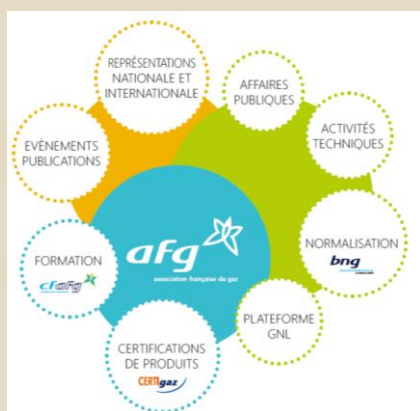 REPRÉSENTATIONS
NATIONALE ET
INTERNATIONALE
AFFAIRES
PUBLIQUES
ACTIVITÉS
TECHNIQUES
EVÈNEMENTS
PUBLICATIONS
afg
association française du gaz
NORMALISATION
bng
FORMATION
cfafg
PLATEFORME
GNL
CERTIFICATIONS
DE PRODUITS
CERTIgaz